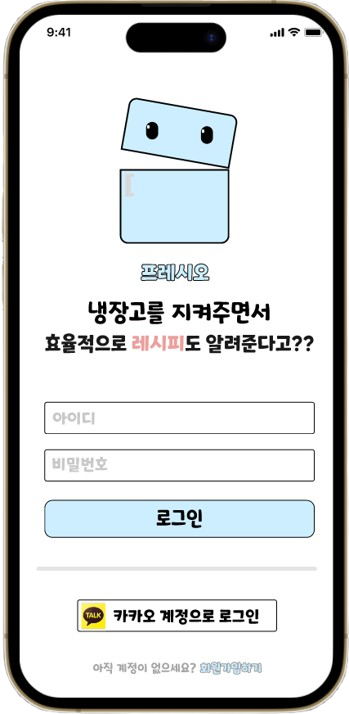 9:41
프레시오
냉장고를 지켜주면서
효율적으로 레시피도 알려준다고??
아이디
비밀번호
로그인
TALK
카카오 계정으로 로그인
아직 계정이 없으세요? 회원가입하기